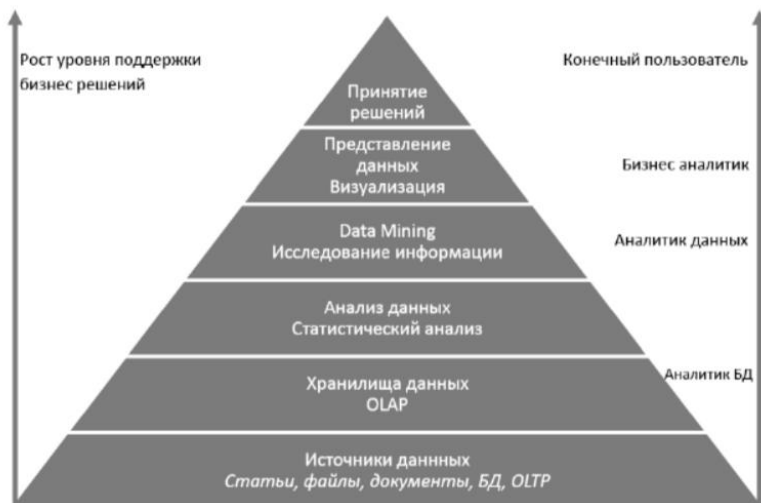 Рост уровня поддержки
бизнес решений
Конечный пользователь
Принятие
решений
Представление
данных
Визуализация
Бизнес аналитик
Data Mining
Исследование информации
Аналитик данных
Анализ данных
Статистический анализ
Хранилища данных
OLAP
Аналитик БД
Источники даннных
Статьи, файлы, документы, БД, OLTP